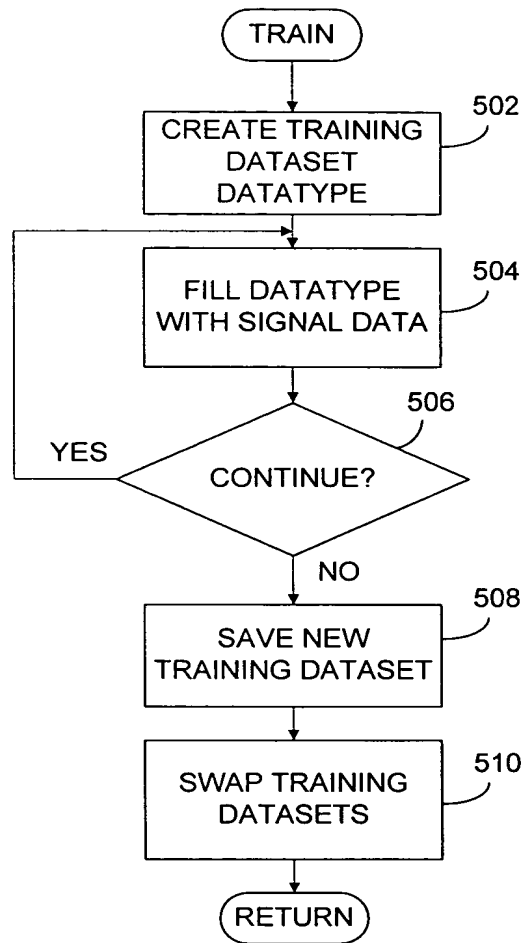 TRAIN
502
CREATE TRAINING
DATASET
DATATYPE
504
FILL DATATYPE
WITH SIGNAL DATA
506
YES
CONTINUE?
NO
508
SAVE NEW
TRAINING DATASET
510
SWAP TRAINING
DATASETS
RETURN